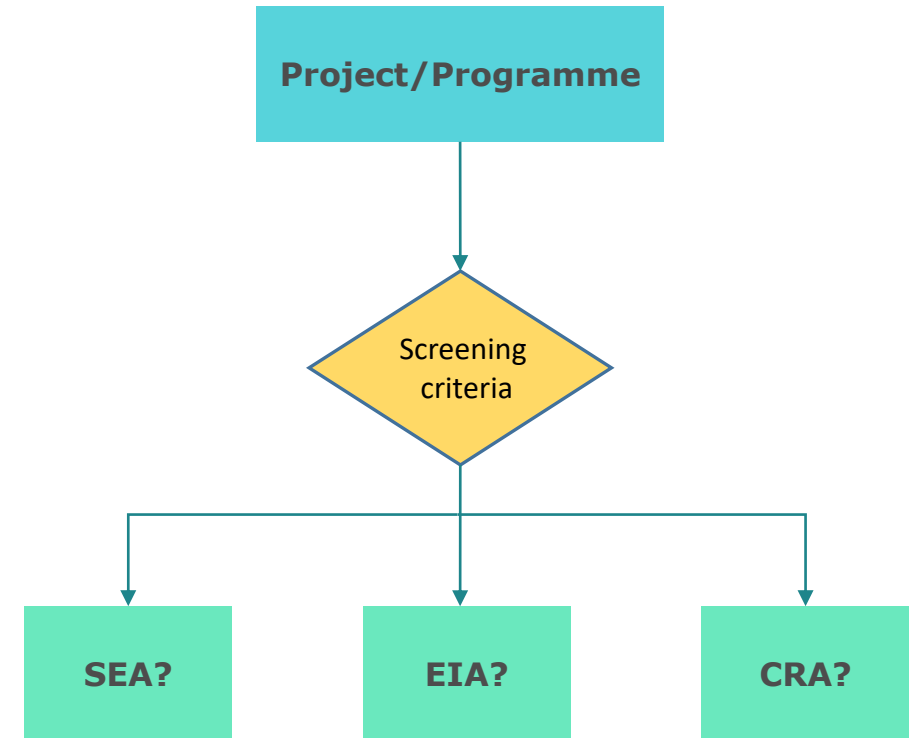 Project/Programme
Screening
criteria
SEA?
EIA?
CRA?